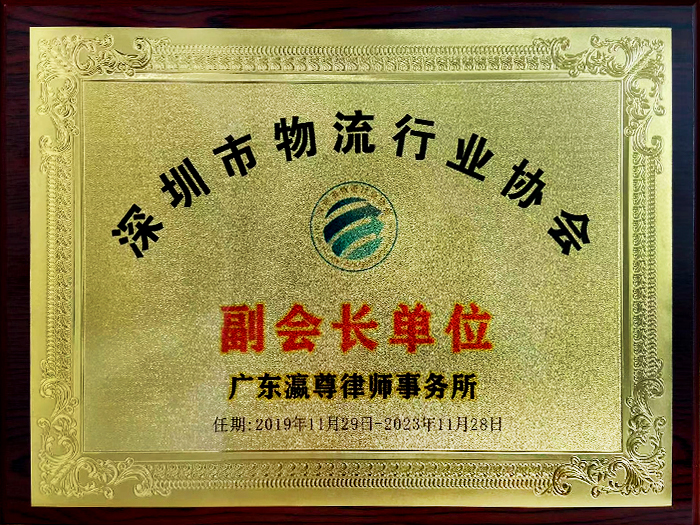 深圳市物流行业协会
副会长单位
广东瀛尊律师事务所
任期:2019年11月29日-2023年11月28日